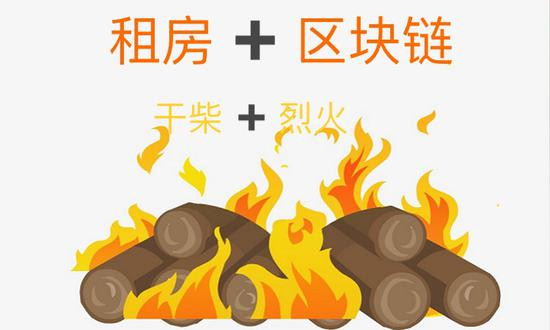 租房 + 区块链
干柴 + 烈火